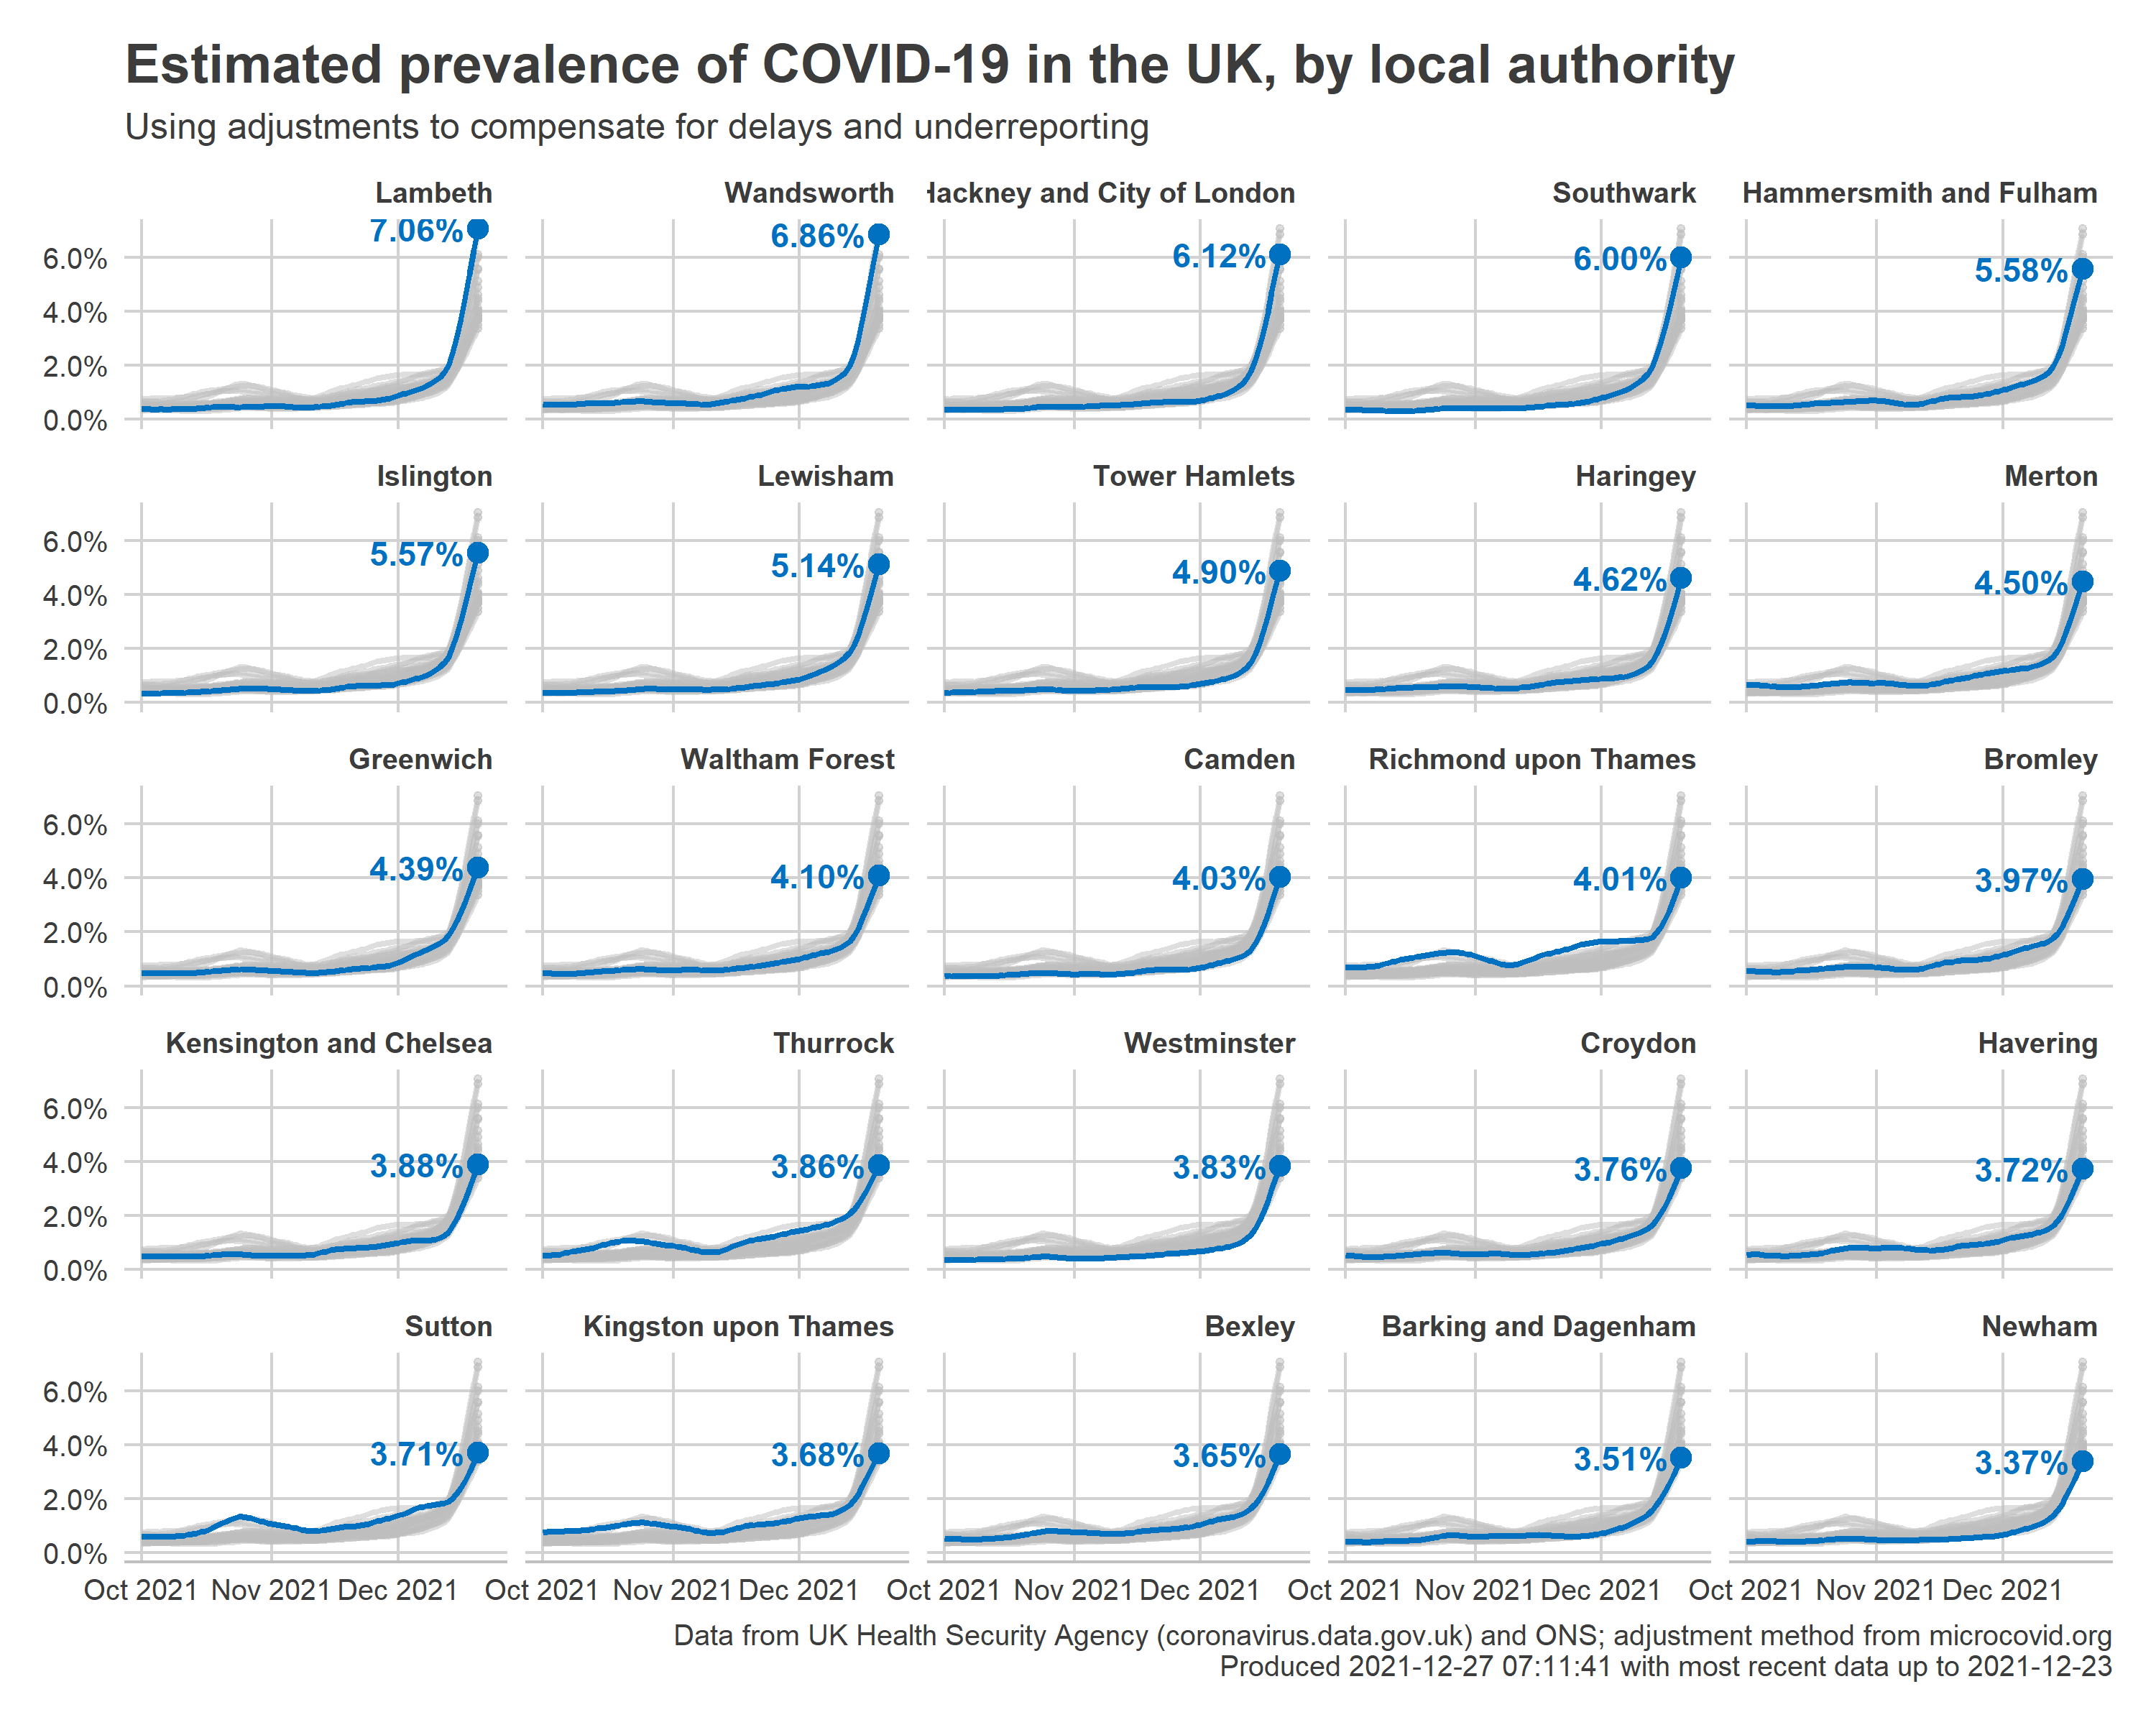 Estimated prevalence of COVID-19 in the UK, by local authority
Using adjustments to compensate for delays and underreporting
Lambeth
Wandsworth
Hackney and City of London
Southwark
Hammersmith and Fulham
7.06%
6.86%
6.12%
6.00%
5.58%
6.0%
4.0%
2.0%
0.0%
Islington
Lewisham
Tower Hamlets
Haringey
Merton
5.57%
5.14%
4.90%
4.62%
4.50%
6.0%
4.0%
2.0%
0.0%
Greenwich
Waltham Forest
Camden
Richmond upon Thames
Bromley
4.39%
4.10%
4.03%
4.01%
3.97%
6.0%
4.0%
2.0%
0.0%
Kensington and Chelsea
Thurrock
Westminster
Croydon
Havering
3.88%
3.86%
3.83%
3.76%
3.72%
6.0%
4.0%
2.0%
0.0%
Sutton
Kingston upon Thames
Bexley
Barking and Dagenham
Newham
3.71%
3.68%
3.65%
3.51%
3.37%
6.0%
4.0%
2.0%
0.0%
Oct 2021 Nov 2021 Dec 2021
Oct 2021 Nov 2021 Dec 2021
Oct 2021 Nov 2021 Dec 2021
Oct 2021 Nov 2021 Dec 2021
Oct 2021 Nov 2021 Dec 2021
Data from UK Health Security Agency (coronavirus.data.gov.uk) and ONS; adjustment method from microcovid.org
Produced 2021-12-27 07:11:41 with most recent data up to 2021-12-23